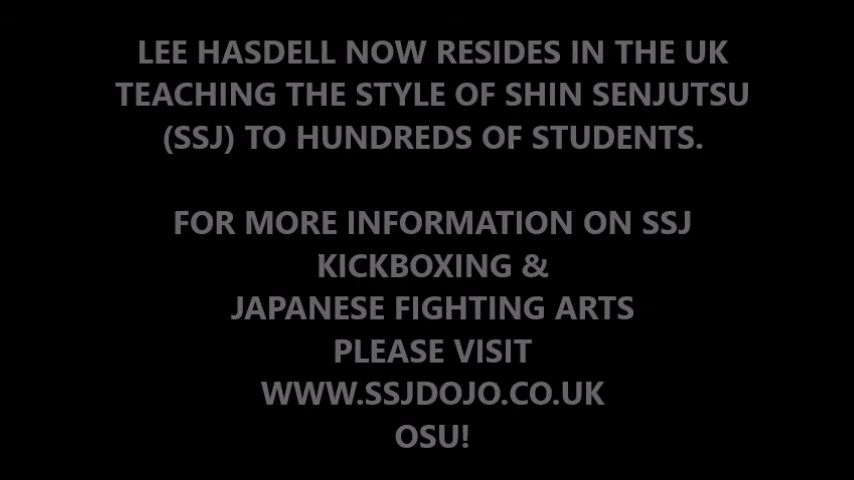 LEE HASDELL NOW RESIDES IN THE UK
TEACHING THE STYLE OF SHIN SENJUTSU
(SSJ) TO HUNDREDS OF STUDENTS.
FOR MORE INFORMATION ON SSJ
KICKBOXING &
JAPANESE FIGHTING ARTS
PLEASE VISIT
WWW.SSJDOJO.CO.UK
OSU!